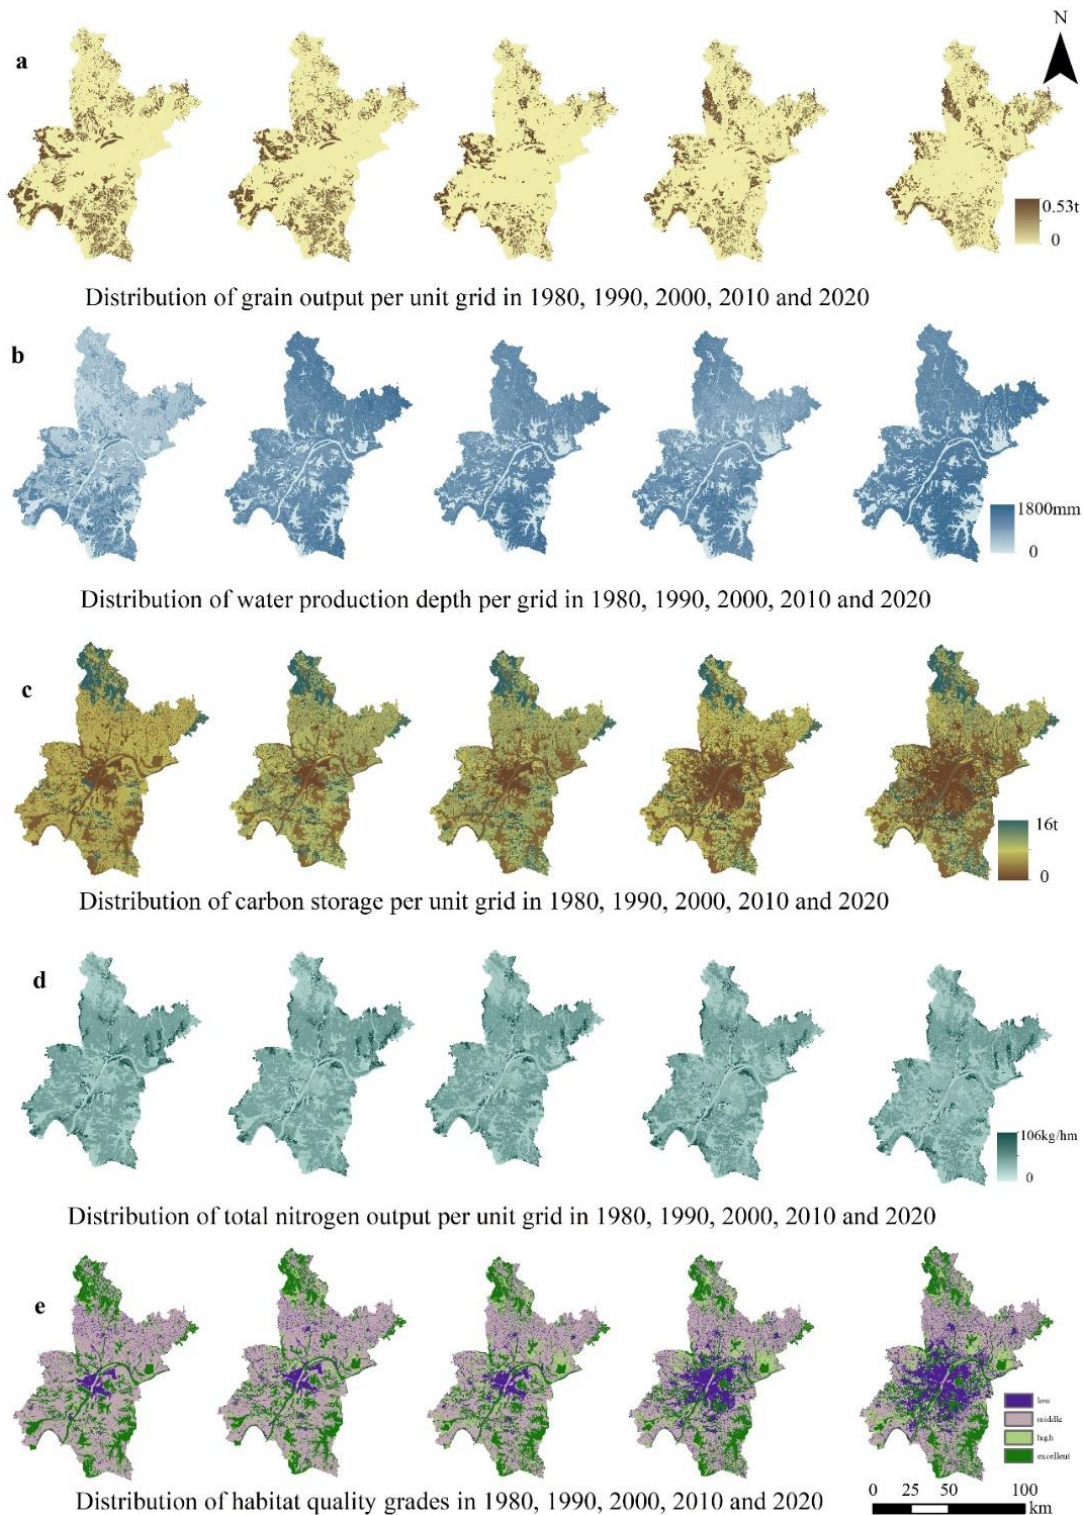 N
a
0.53t
0
Distribution of grain output per unit grid in 1980, 1990, 2000, 2010 and 2020
b
1800mm
0
Distribution of water production depth per grid in 1980, 1990, 2000, 2010 and 2020
c
16t
0
Distribution of carbon storage per unit grid in 1980, 1990, 2000, 2010 and 2020
d
106kg/hm
0
Distribution of total nitrogen output per unit grid in 1980, 1990, 2000, 2010 and 2020
e
low
middle
high
excellent
0 25 50 100
km
Distribution of habitat quality grades in 1980, 1990, 2000, 2010 and 2020